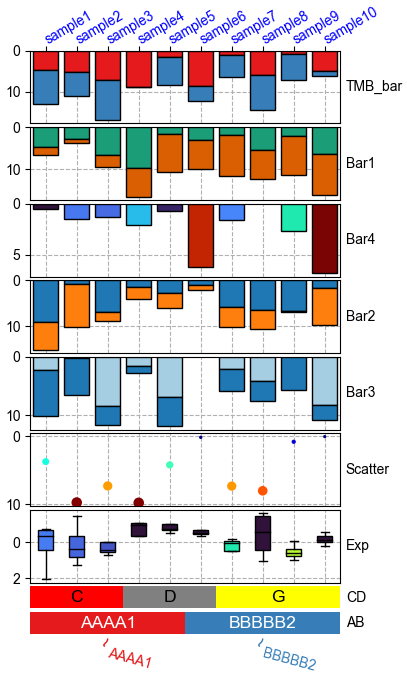 sample1 sample2 sample3 sample4 sample5 sample6 sample7 sample8 sample9 sample10
0
10
TMB_bar
0
10
Bar1
0
5
Bar4
0
10
Bar2
0
10
Bar3
0
10
Scatter
0
2
Exp
C D G CD
AAAA1 BBBBB2 AB
AAAA1 BBBBB2